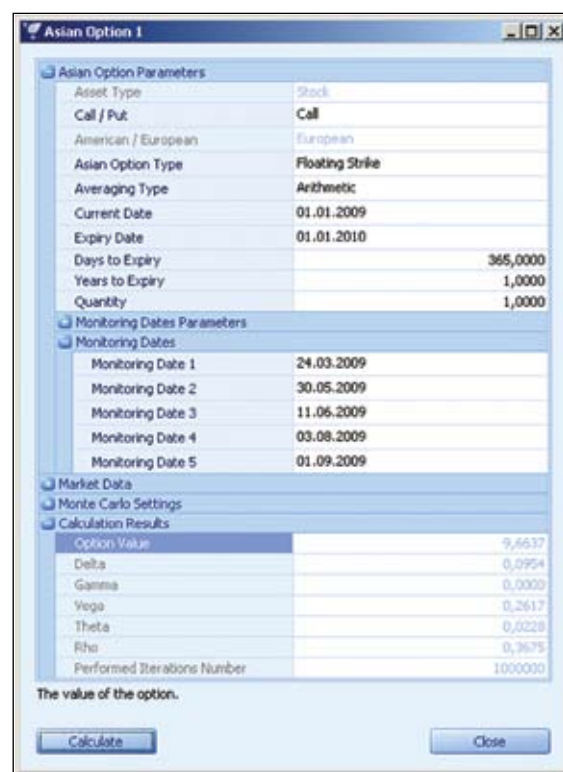 Asian Option 1
Asian Option Parameters
Asset Type Stock
Call / Put Call
American / European European
Asian Option Type Floating Strike
Averaging Type Arithmetic
Current Date 01.01.2009
Expiry Date 01.01.2010
Days to Expiry 365,0000
Years to Expiry 1,0000
Quantity 1,0000
Monitoring Dates Parameters
Monitoring Dates
Monitoring Date 1 24.03.2009
Monitoring Date 2 30.05.2009
Monitoring Date 3 11.06.2009
Monitoring Date 4 03.08.2009
Monitoring Date 5 01.09.2009
Market Data
Monte Carlo Settings
Calculation Results
Option Value 9,6637
Delta 0,0954
Gamma 0,0000
Vega 0,2617
Theta 0,0228
Rho 0,3675
Performed Iterations Number 1000000
The value of the option.
Calculate Close